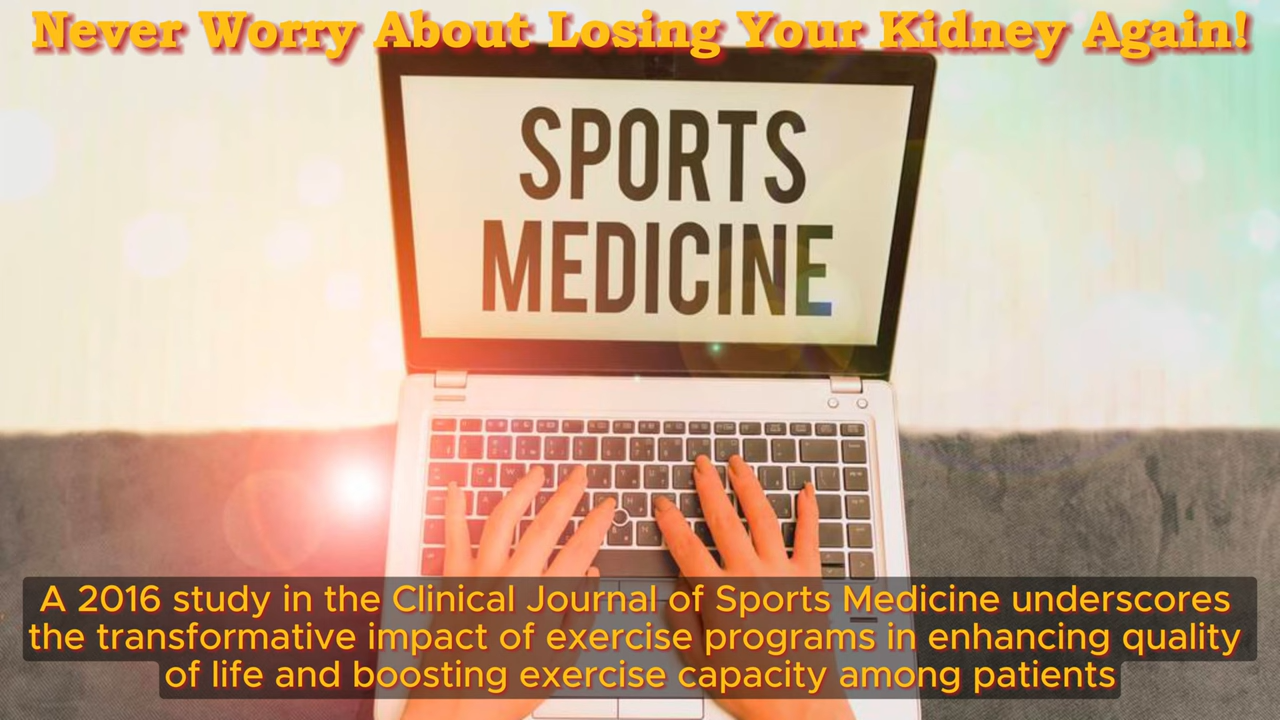 Never Worry About Losing Your Kidney Again!
SPORTS
MEDICINE
A 2016 study in the Clinical Journal of Sports Medicine underscores
the transformative impact of exercise programs in enhancing quality
of life and boosting exercise capacity among patients